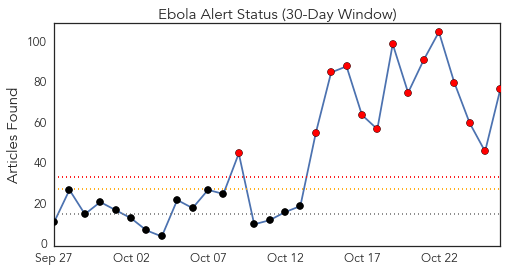 Ebola Alert Status (30-Day Window)
Articles Found
100
80
60
40
20
0
Sep 27 Oct 02 Oct 07 Oct 12 Oct 17 Oct 22